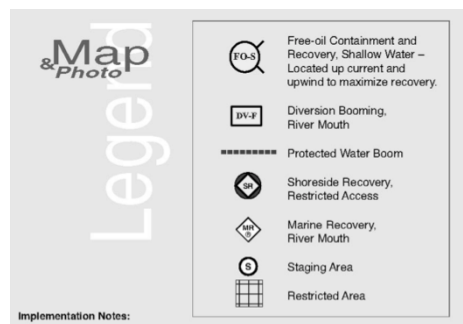 Map
&Photo
Legend
FO-S
Free-oil Containment and
Recovery, Shallow Water –
Located up current and
upwind to maximize recovery.
DV-F
Diversion Booming,
River Mouth
Protected Water Boom
SR
Shoreside Recovery,
Restricted Access
MR
Marine Recovery,
River Mouth
S
Staging Area
Restricted Area
Implementation Notes: